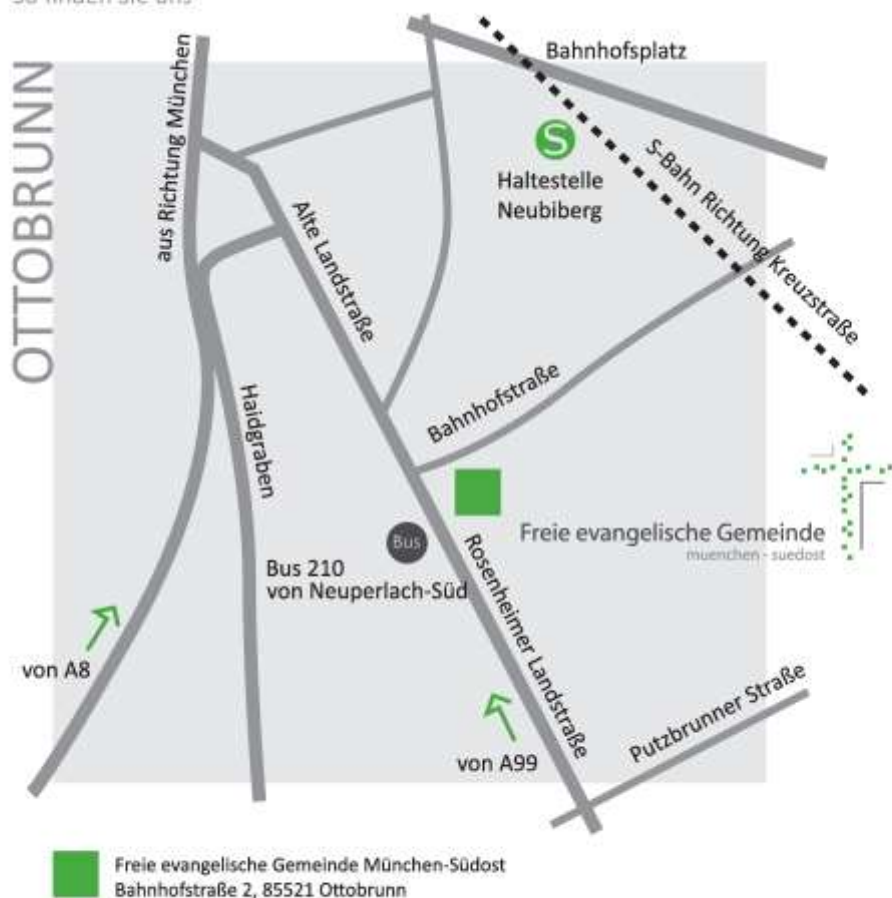 So finden Sie uns
OTTOBRUNN
aus Richtung München
Bahnhofsplatz
S
Haltestelle
Neubiberg
S-Bahn Richtung Kreuzstraße
Alte Landstraße
Haidgraben
Bahnhofstraße
Bus
Bus 210
von Neuperlach-Süd
Freie evangelische Gemeinde
muenchen - suedost
Rosenheimer Landstraße
von A8
von A99
Putzbrunner Straße
Freie evangelische Gemeinde München-Südost
Bahnhofstraße 2, 85521 Ottobrunn